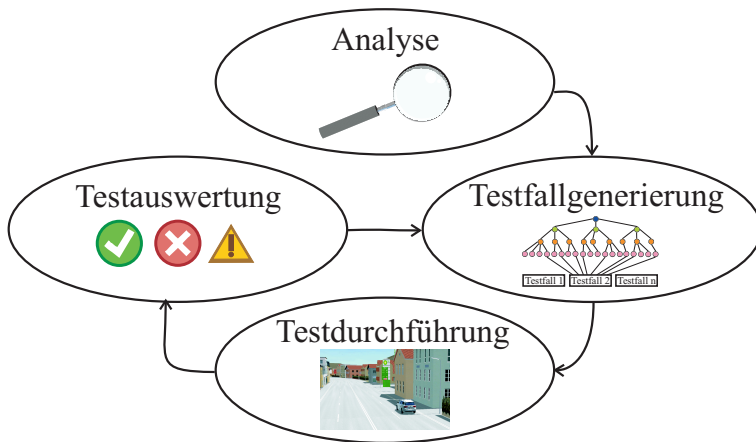 Analyse
Testauswertung
Testfallgenerierung
Testfall 1
Testfall 2
Testfall n
Testdurchführung